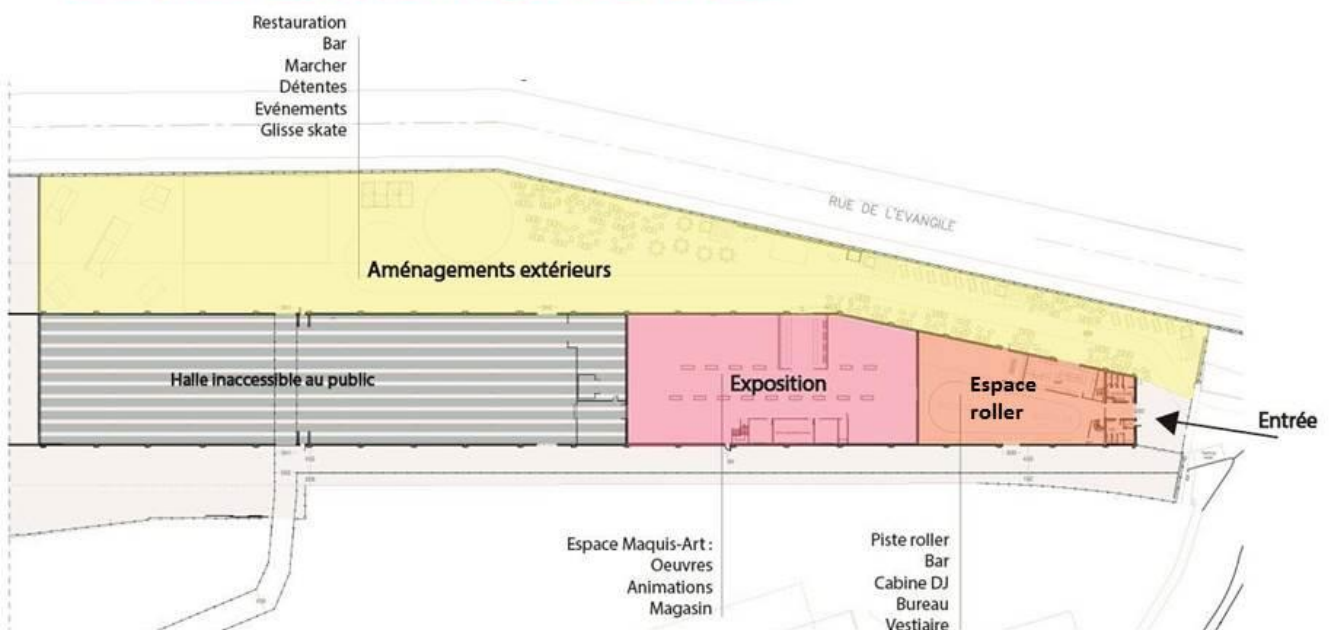 Restauration
Bar
Marcher
Détentes
Evénements
Glisse skate
RUE DE L'EVANGILE
Aménagements extérieurs
Halle inaccessible au public
Exposition
Espace
roller
Entrée
Espace Maquis-Art :
Oeuvres
Animations
Magasin
Piste roller
Bar
Cabine DJ
Bureau
Vestiaire